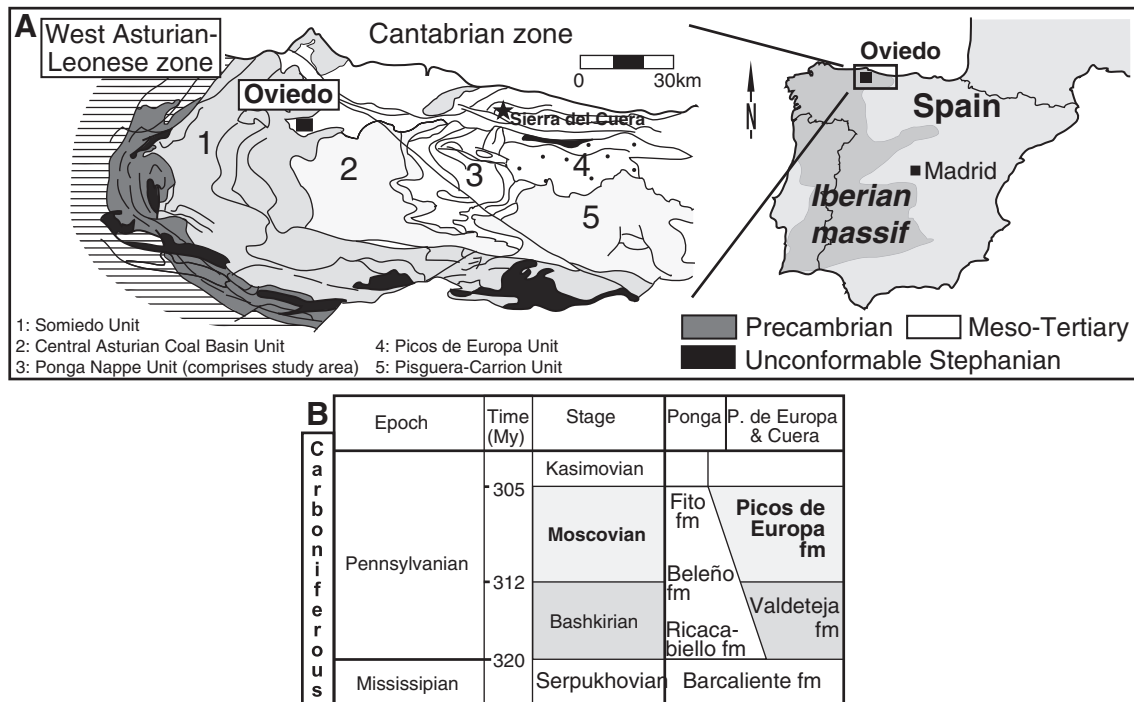 A
West Asturian-
Leonese zone
Cantabrian zone
0 30km
Oviedo
Sierra del Cuera
1
2
3
4
5
N
Oviedo
Spain
Madrid
Iberian
massif
1: Somiedo Unit
2: Central Asturian Coal Basin Unit
3: Ponga Nappe Unit (comprises study area)
4: Picos de Europa Unit
5: Pisguera-Carrion Unit
Precambrian
Meso-Tertiary
Unconformable Stephanian
B
Carboniferous
Epoch
Time
(My)
Stage
Ponga
P. de Europa
& Cuera
Kasimovian
305
Pennsylvanian
Moscovian
Fito
fm
Picos de
Europa
fm
312
Beleño
fm
Bashkirian
Ricaca-
biello fm
Valdeteja
fm
320
Mississipian
Serpukhovian
Barcaliente fm